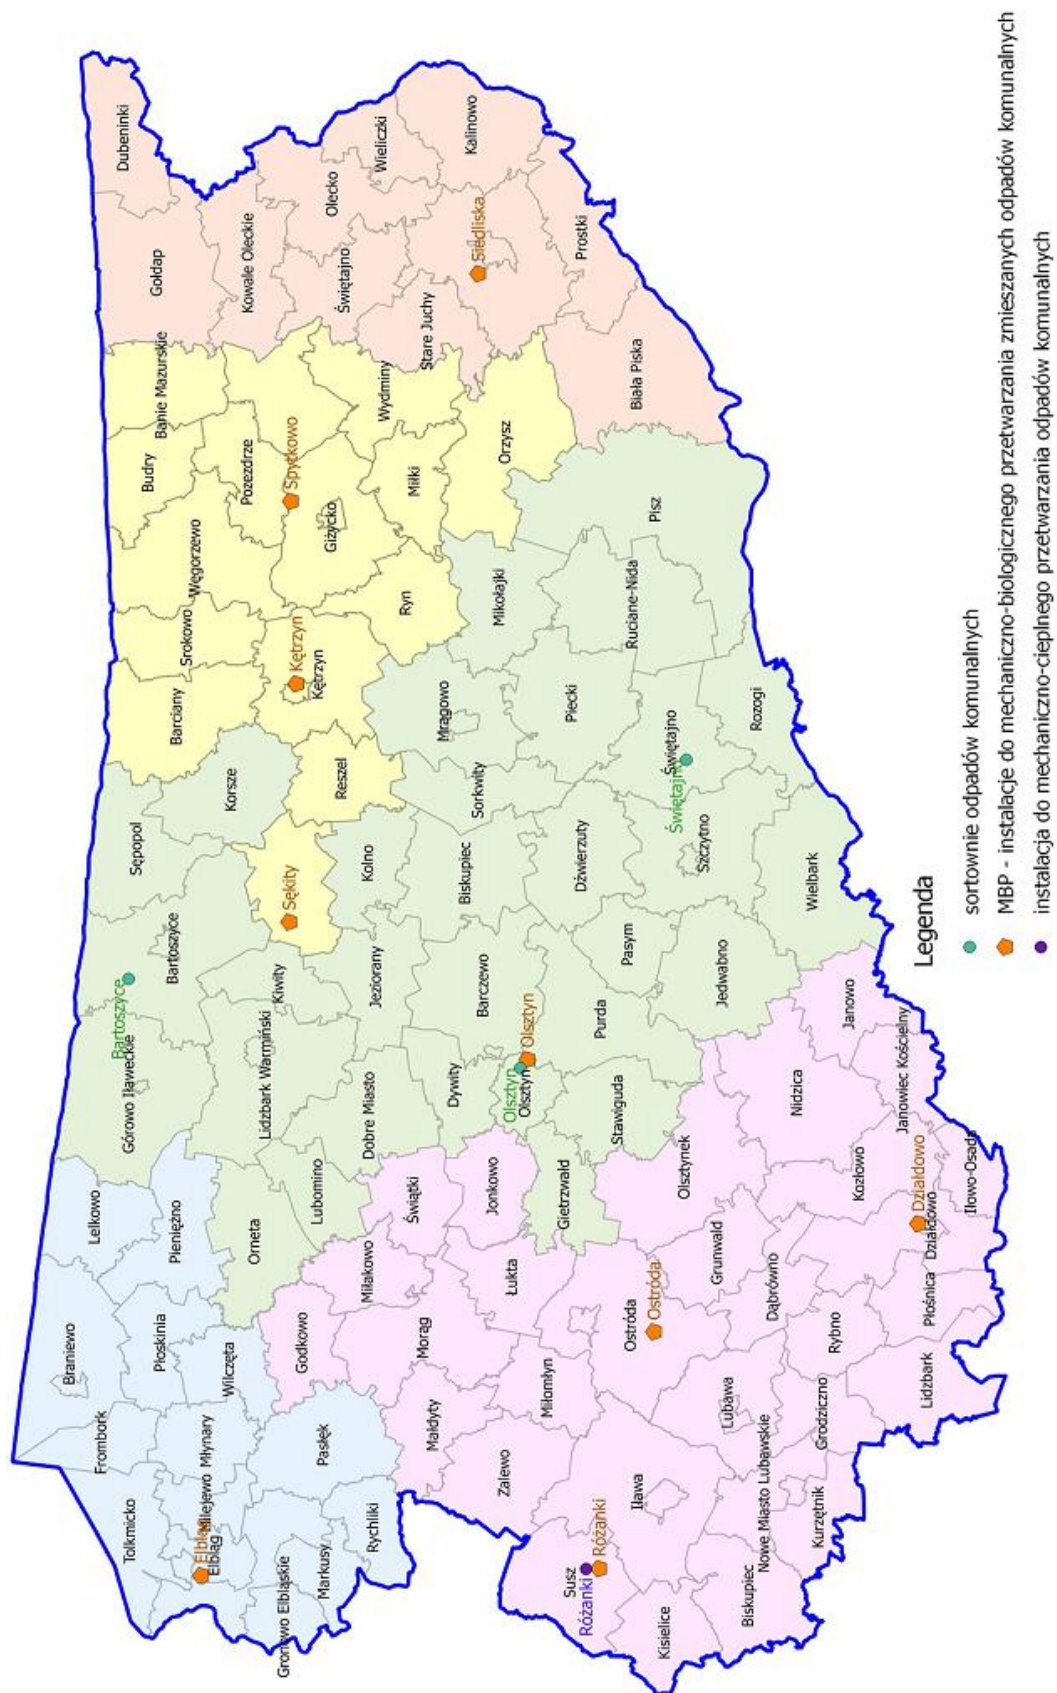 Dubeninki
Gołdap
Banie Mazurskie
Budry
Węgorzewo
Srokowo
Barciany
Sępopol
Bartoszyce
Bartoszyce
Górowo Iławeckie
Lelkowo
Braniewo
Frombork
Tolkmicko
Kowale Oleckie
Pozezdrze
Korsze
Pieniężno
Płoskinia
Wilczęta
Młynary
Milejewo
Elbląg
Elbląg
Olecko
Wieliczki
Świętajno
Spytkowo
Giżycko
Kętrzyn
Kętrzyn
Reszel
Sękity
Kiwity
Lidzbark Warmiński
Orneta
Lubomino
Godkowo
Pasłęk
Gronowo Elbląskie
Markusy
Rychliki
Kalinowo
Siedliska
Stare Juchy
Wydminy
Miłki
Ryn
Mrągowo
Kolno
Jeziorany
Dobre Miasto
Świątki
Miłakowo
Morąg
Małdyty
Prostki
Orzysz
Mikołajki
Sorkwity
Biskupiec
Barczewo
Dywity
Olsztyn
Olsztyn
Olsztyn
Jonkowo
Łukta
Miłomłyn
Zalewo
Biała Piska
Pisz
Ruciane-Nida
Piecki
Dźwierzuty
Pasym
Purda
Stawiguda
Gietrzwałd
Olsztynek
Ostróda
Ostróda
Iława
Susz
Różanki
Różanki
Kisielice
Świętajno
Świętajno
Szczytno
Jedwabno
Grunwald
Lubawa
Nowe Miasto Lubawskie
Biskupiec
Rozogi
Wielbark
Nidzica
Dąbrówno
Rybno
Grodziczno
Kurzętnik
Janowo
Janowiec Kościelny
Kozłowo
Działdowo
Działdowo
Płośnica
Lidzbark
Iłowo-Osada
Legenda
sortownie odpadów komunalnych
MBP - instalacje do mechaniczno-biologicznego przetwarzania zmieszanych odpadów komunalnych
instalacja do mechaniczno-cieplnego przetwarzania odpadów komunalnych